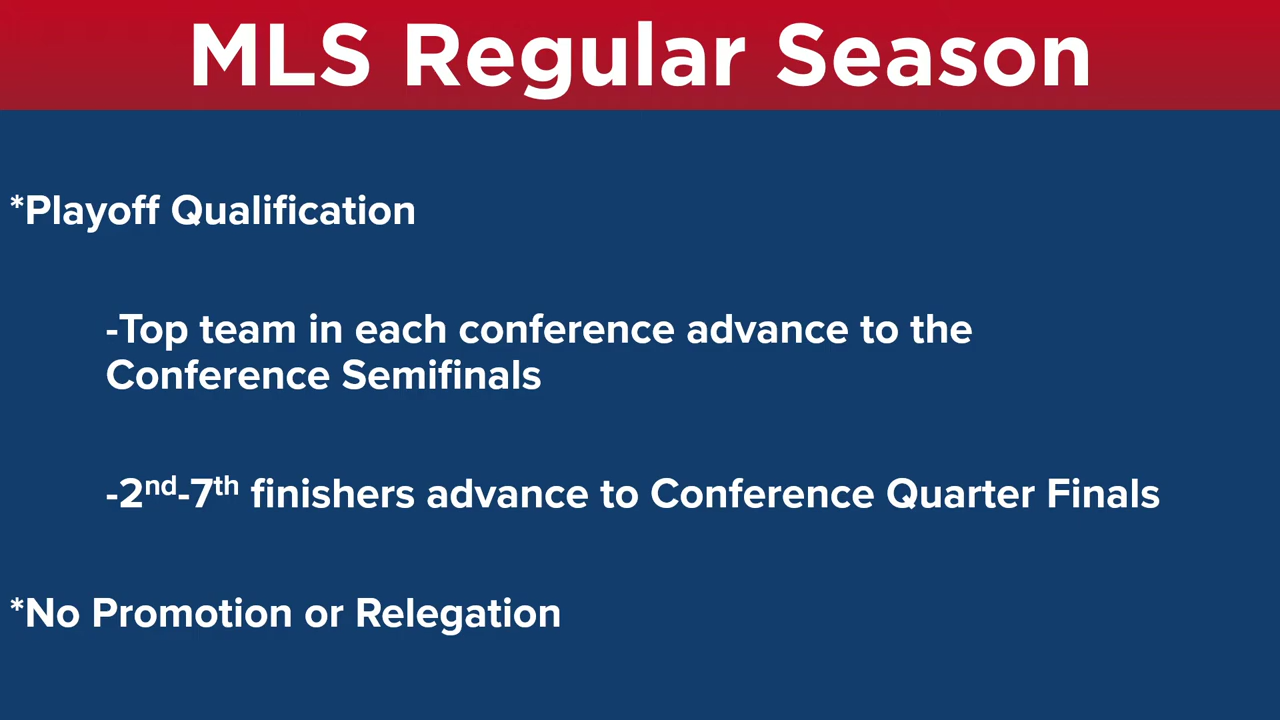 MLS Regular Season
*Playoff Qualification
-Top team in each conference advance to the
Conference Semifinals
-2nd-7th finishers advance to Conference Quarter Finals
*No Promotion or Relegation